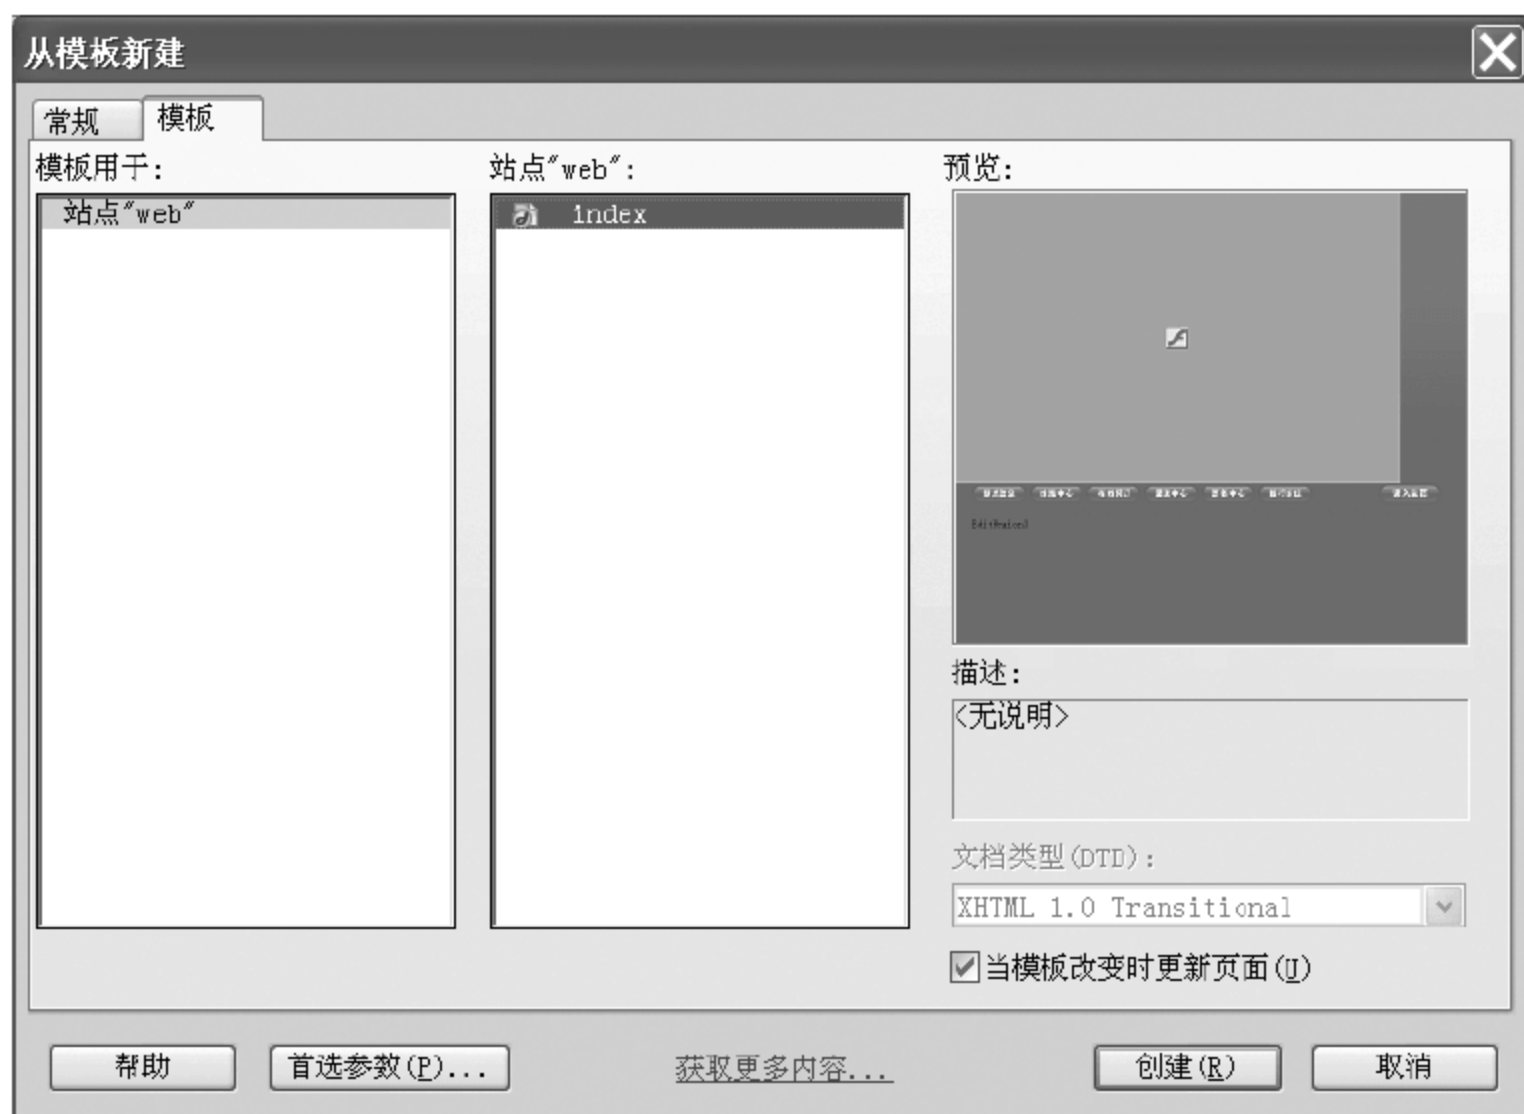 从模板新建
常规
模板
模板用于:
站点"web"
站点"web":
index
预览:
描述:
<无说明>
文档类型(DTD):
XHTML 1.0 Transitional
当模板改变时更新页面(U)
帮助
首选参数(P)...
获取更多内容...
创建(R)
取消